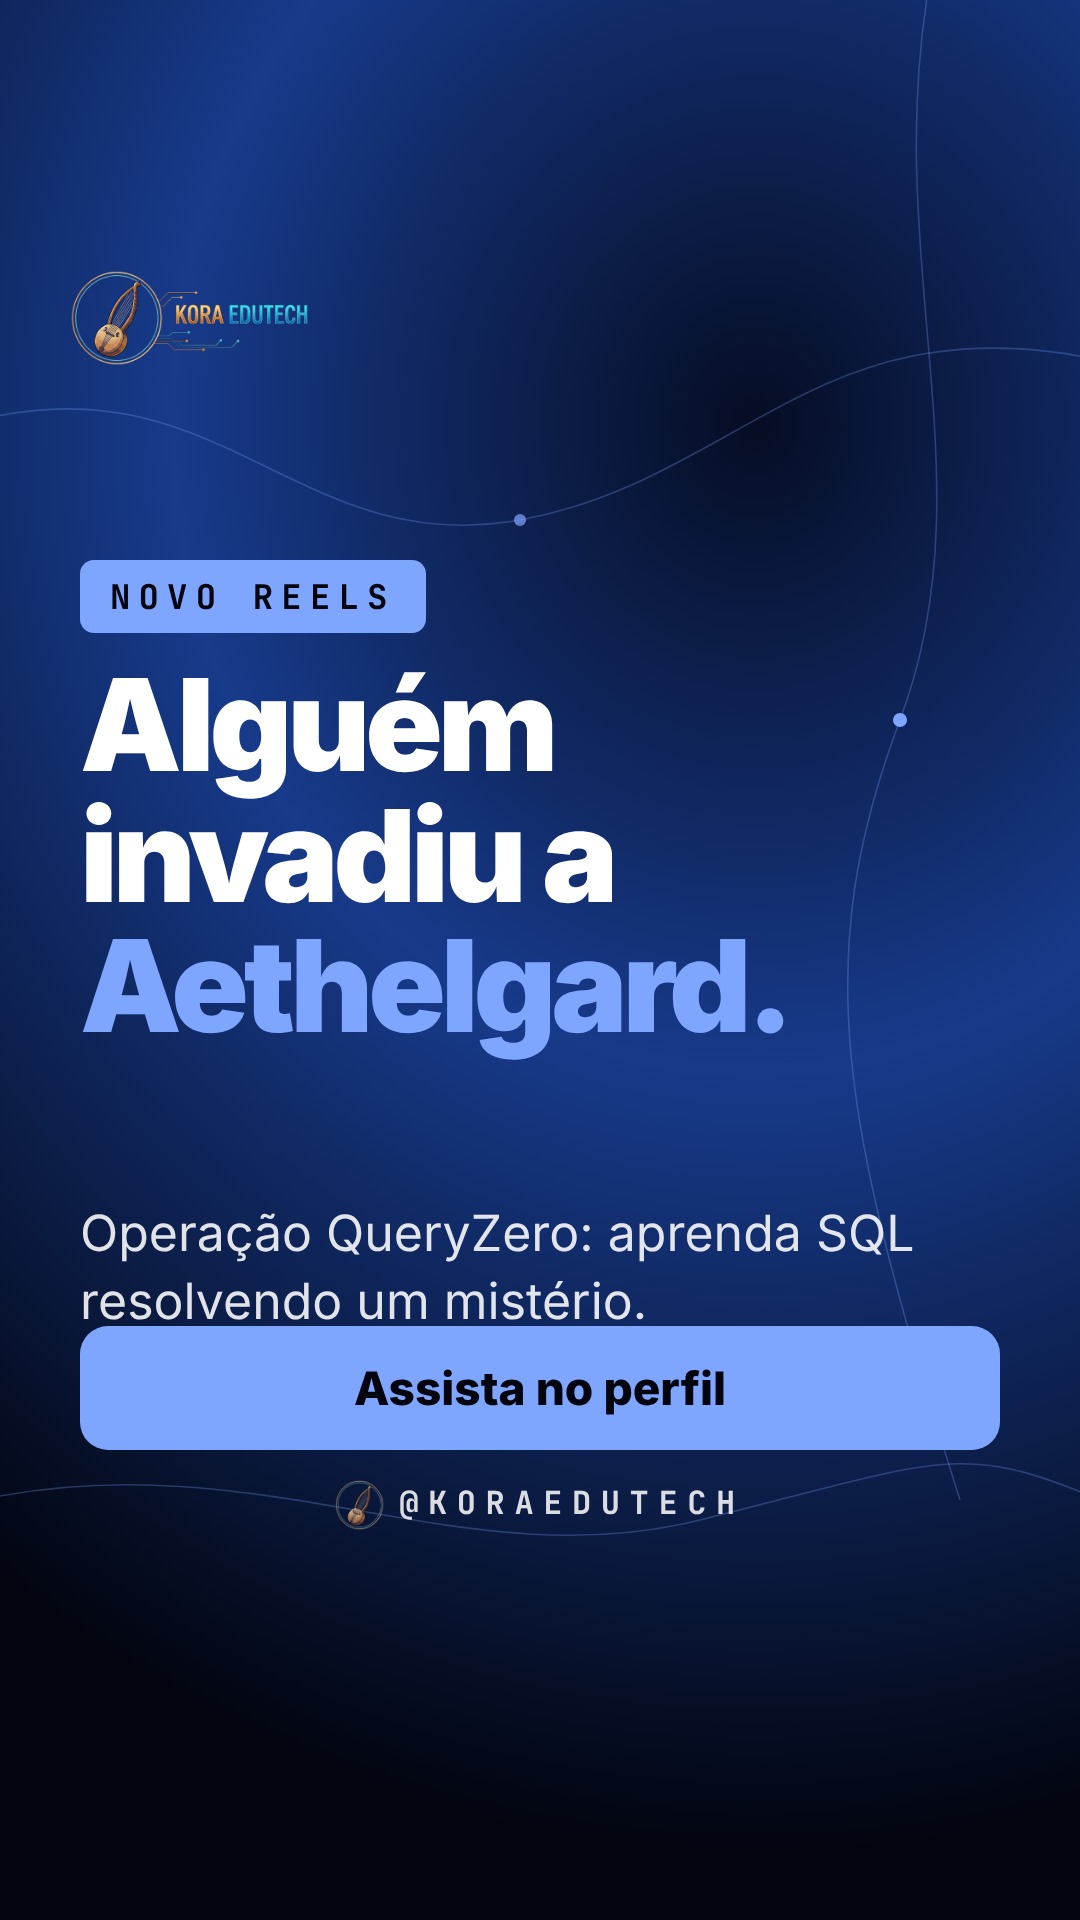 KORA EDUTECH
NOVO REELS
Alguém
invadiu a
Aethelgard.
Operação QueryZero: aprenda SQL
resolvendo um mistério.
Assista no perfil
@KORAEDUTECH